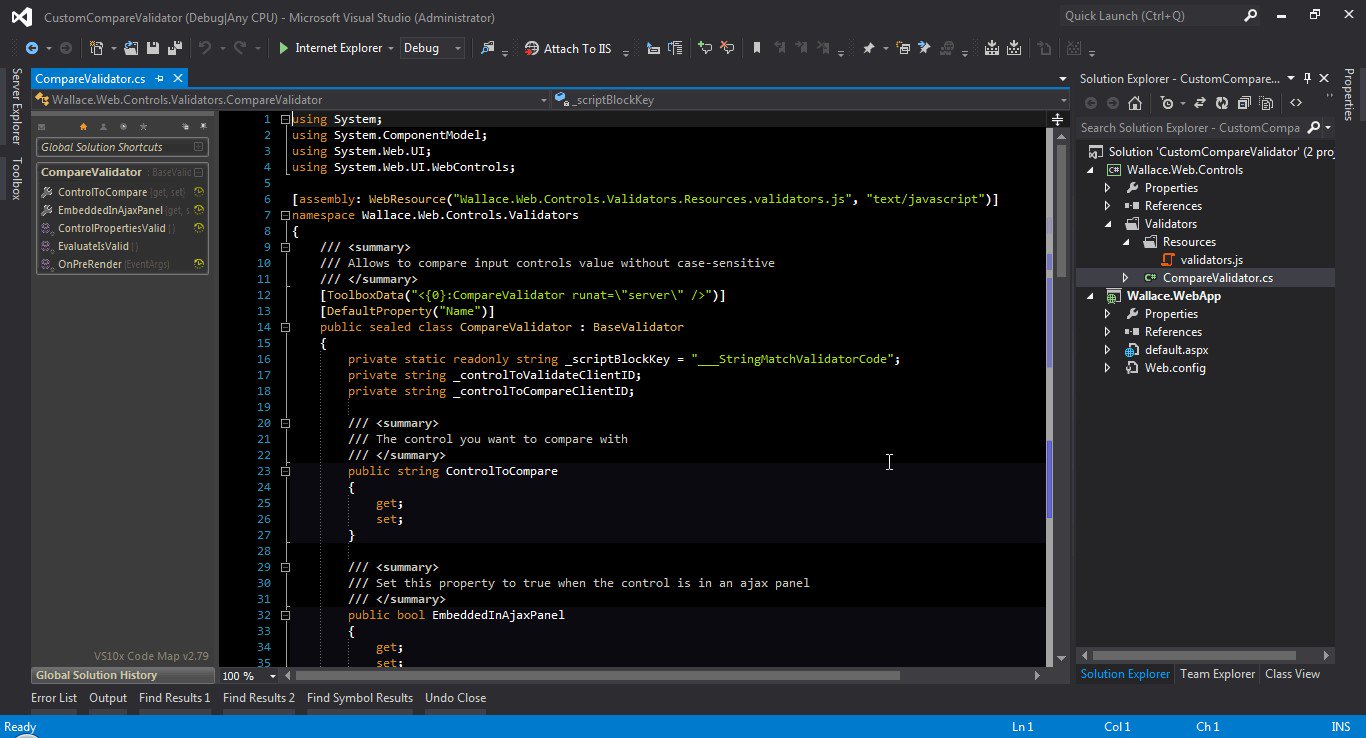 CustomCompareValidator (Debug|Any CPU) - Microsoft Visual Studio (Administrator)
Quick Launch (Ctrl+Q)
Internet Explorer
Debug
Attach To IIS
Server Explorer
Toolbox
CompareValidator.cs
Wallace.Web.Controls.Validators.CompareValidator
_scriptBlockKey
Global Solution Shortcuts
CompareValidator : BaseValic
ControlToCompare (get, set)
EmbeddedInAjaxPanel (get, s
ControlPropertiesValid ()
EvaluateIsValid ()
OnPreRender (EventArgs)
VS10x Code Map v2.79
Global Solution History
1 using System;
2 using System.ComponentModel;
3 using System.Web.UI;
4 using System.Web.UI.WebControls;
5
6 [assembly: WebResource("Wallace.Web.Controls.Validators.Resources.validators.js", "text/javascript")]
7 namespace Wallace.Web.Controls.Validators
8 {
9 /// <summary>
10 /// Allows to compare input controls value without case-sensitive
11 /// </summary>
12 [ToolboxData("<{0}:CompareValidator runat=\"server\" />")]
13 [DefaultProperty("Name")]
14 public sealed class CompareValidator : BaseValidator
15 {
16 private static readonly string _scriptBlockKey = "___StringMatchValidatorCode";
17 private string _controlToValidateClientID;
18 private string _controlToCompareClientID;
19
20 /// <summary>
21 /// The control you want to compare with
22 /// </summary>
23 public string ControlToCompare
24 {
25 get;
26 set;
27 }
28
29 /// <summary>
30 /// Set this property to true when the control is in an ajax panel
31 /// </summary>
32 public bool EmbeddedInAjaxPanel
33 {
34 get;
35 set;
100 %
Solution Explorer - CustomCompare...
Search Solution Explorer - CustomCompa
Solution 'CustomCompareValidator' (2 proj
Wallace.Web.Controls
Properties
References
Validators
Resources
validators.js
CompareValidator.cs
Wallace.WebApp
Properties
References
default.aspx
Web.config
Solution Explorer
Team Explorer
Class View
Properties
Error List
Output
Find Results 1
Find Results 2
Find Symbol Results
Undo Close
Ready
Ln 1
Col 1
Ch 1
INS